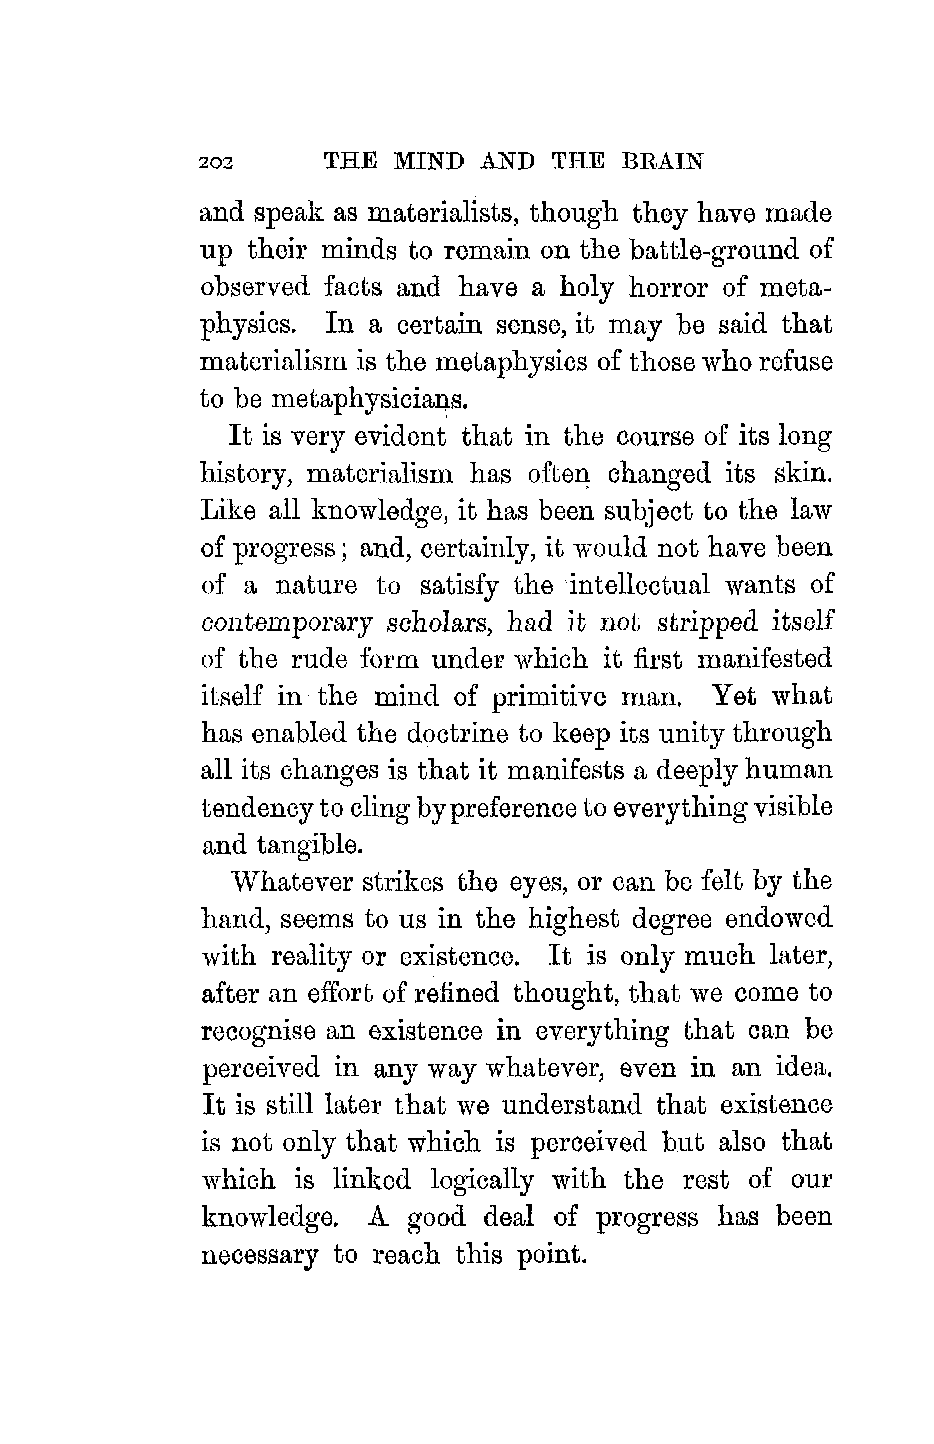 202 THE MIND AND THE BRAIN
and speak as materialists, though they have made
up their minds to remain on the battle-ground of
observed facts and have a holy horror of meta-
physics. In a certain sense, it may be said that
materialism is the metaphysics of those who refuse
to be metaphysicians.
It is very evident that in the course of its long
history, materialism has often changed its skin.
Like all knowledge, it has been subject to the law
of progress; and, certainly, it would not have been
of a nature to satisfy the intellectual wants of
contemporary scholars, had it not stripped itself
of the rude form under which it first manifested
itself in the mind of primitive man. Yet what
has enabled the doctrine to keep its unity through
all its changes is that it manifests a deeply human
tendency to cling by preference to everything visible
and tangible.
Whatever strikes the eyes, or can be felt by the
hand, seems to us in the highest degree endowed
with reality or existence. It is only much later,
after an effort of refined thought, that we come to
recognise an existence in everything that can be
perceived in any way whatever, even in an idea.
It is still later that we understand that existence
is not only that which is perceived but also that
which is linked logically with the rest of our
knowledge. A good deal of progress has been
necessary to reach this point.